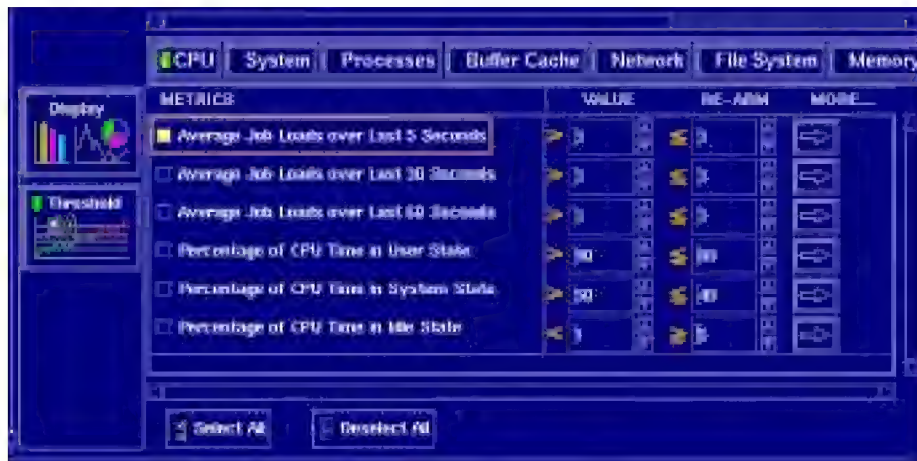 CPU System Processes Buffer Cache Network File System Memory
Display
METRICS VALUE RE-ARM MORE...
Average Job Loads over Last 5 Seconds
Average Job Loads over Last 30 Seconds
Threshold
Average Job Loads over Last 60 Seconds
Percentage of CPU Time in User State
Percentage of CPU Time in System State
Percentage of CPU Time in Idle State
Select All Deselect All